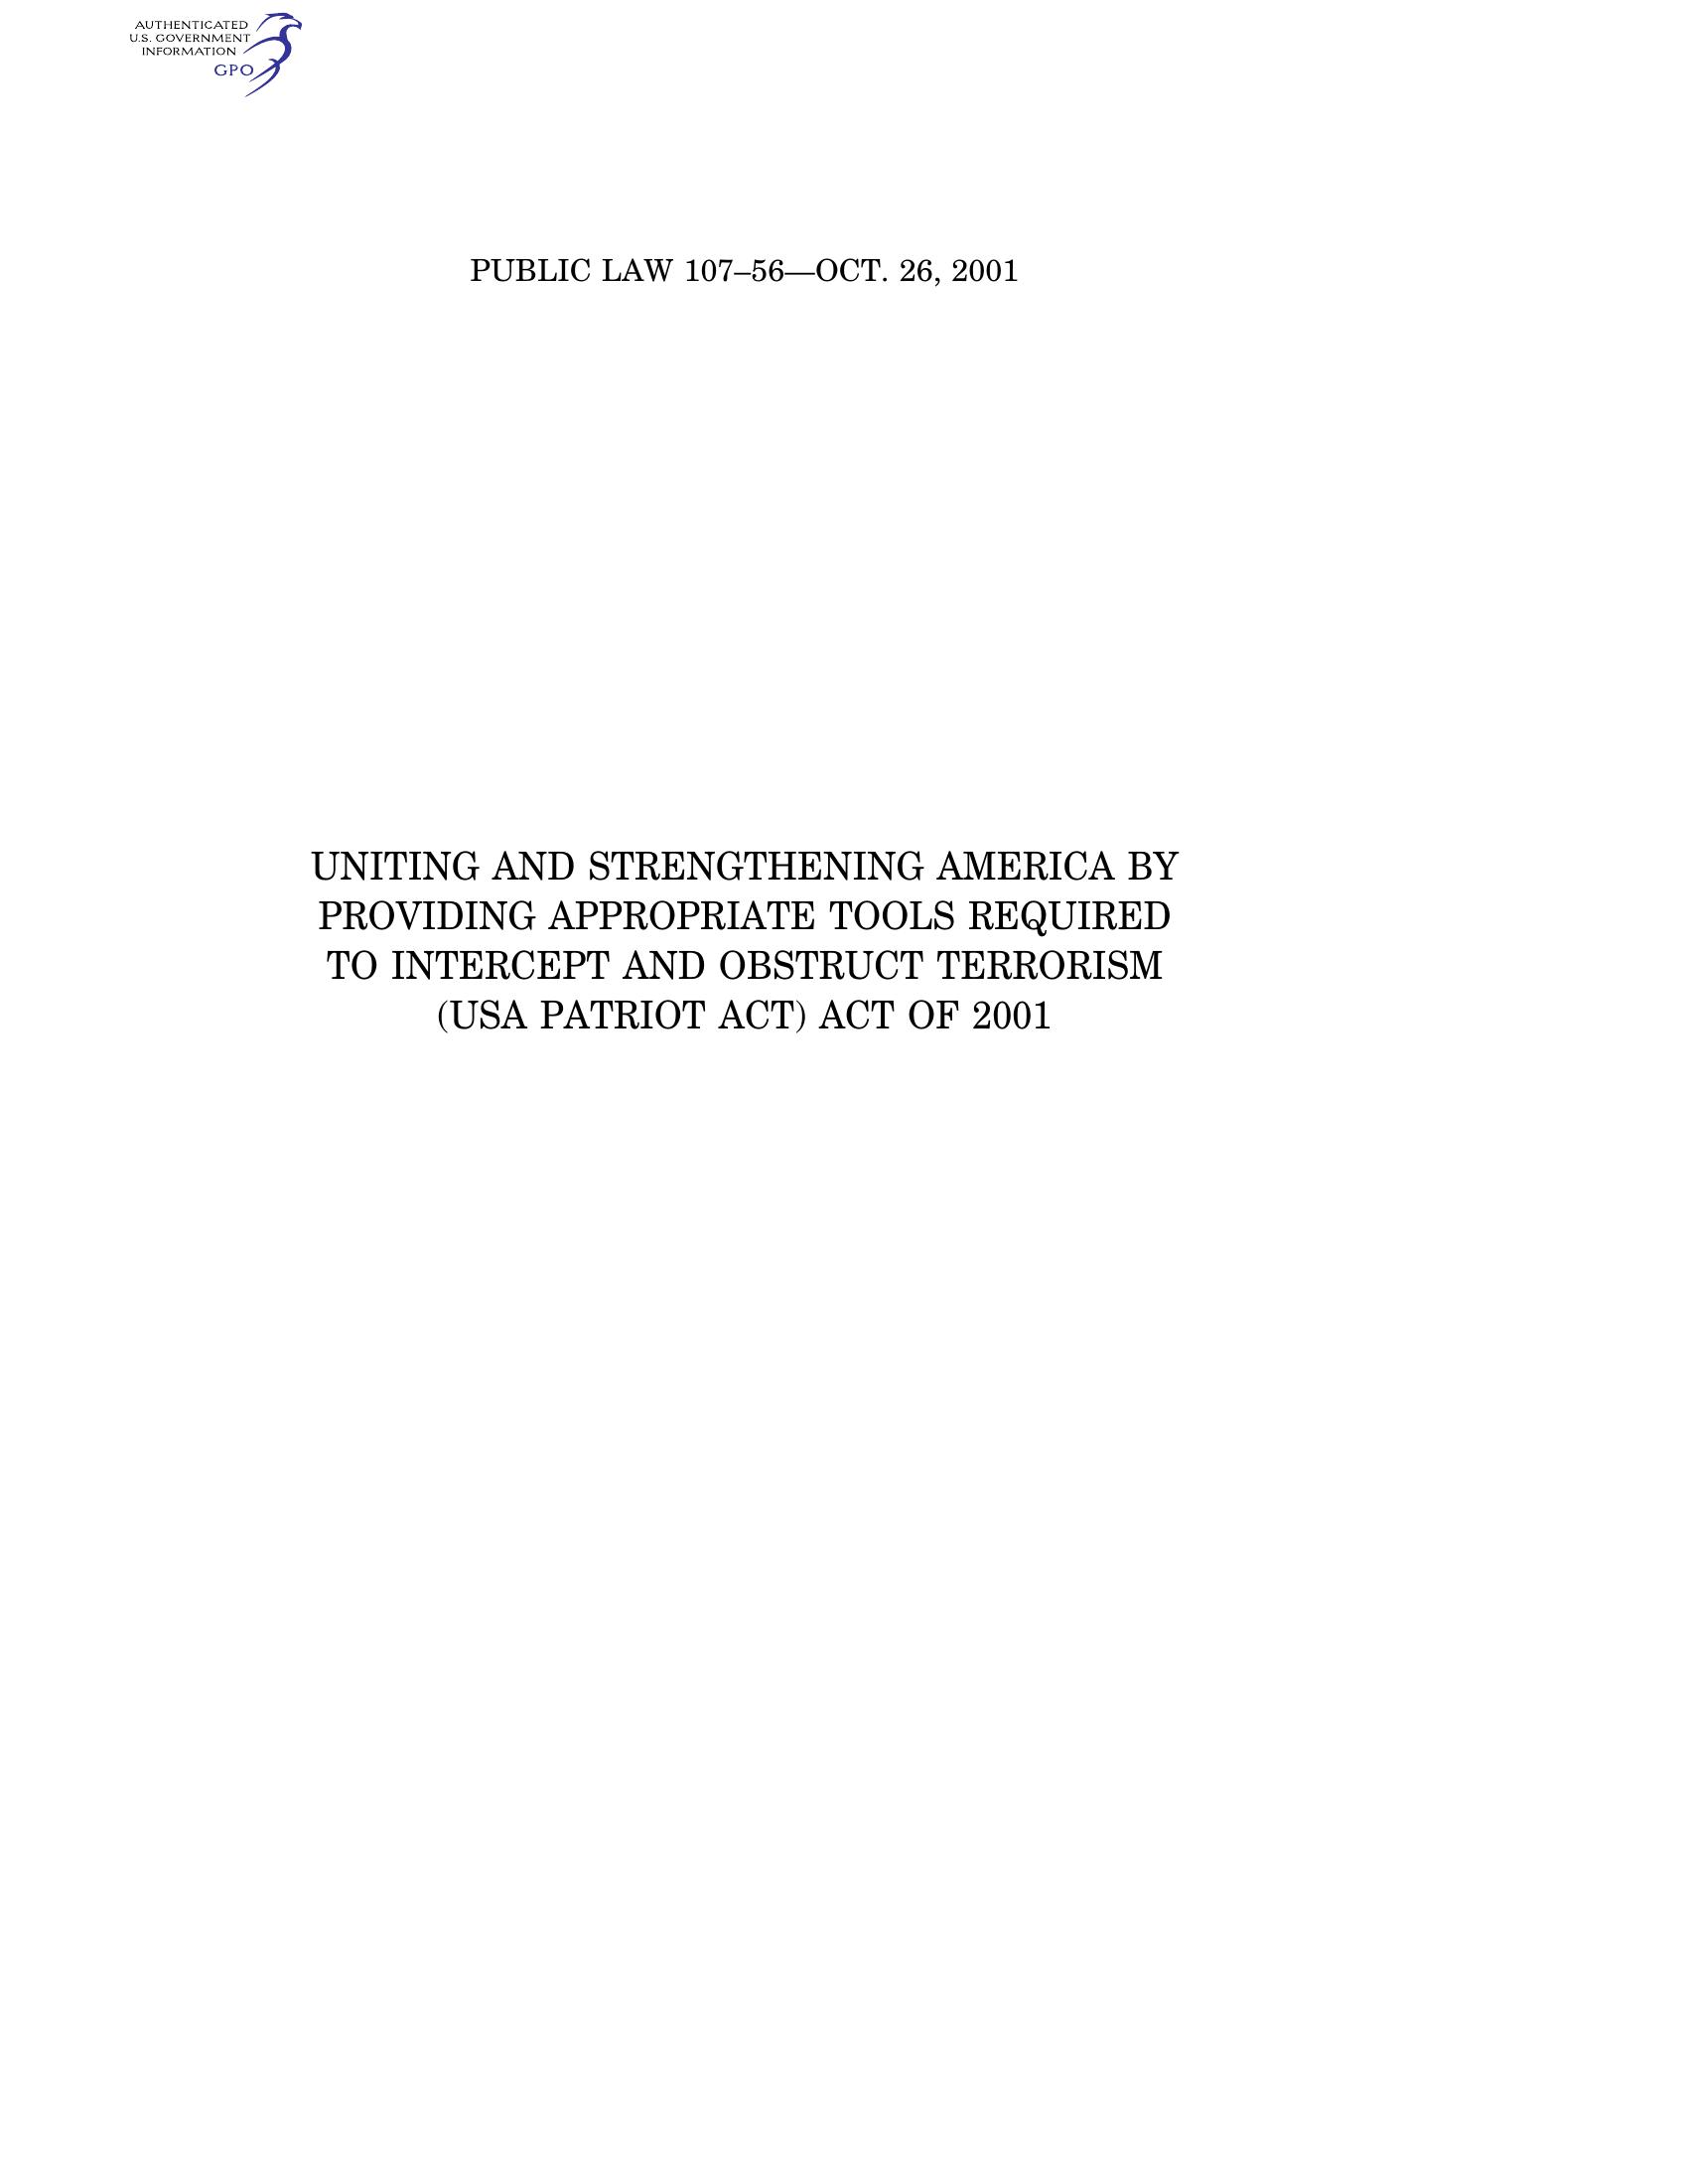 AUTHENTICATED
U.S. GOVERNMENT
INFORMATION
GPO
PUBLIC LAW 107–56—OCT. 26, 2001
UNITING AND STRENGTHENING AMERICA BY
PROVIDING APPROPRIATE TOOLS REQUIRED
TO INTERCEPT AND OBSTRUCT TERRORISM
(USA PATRIOT ACT) ACT OF 2001